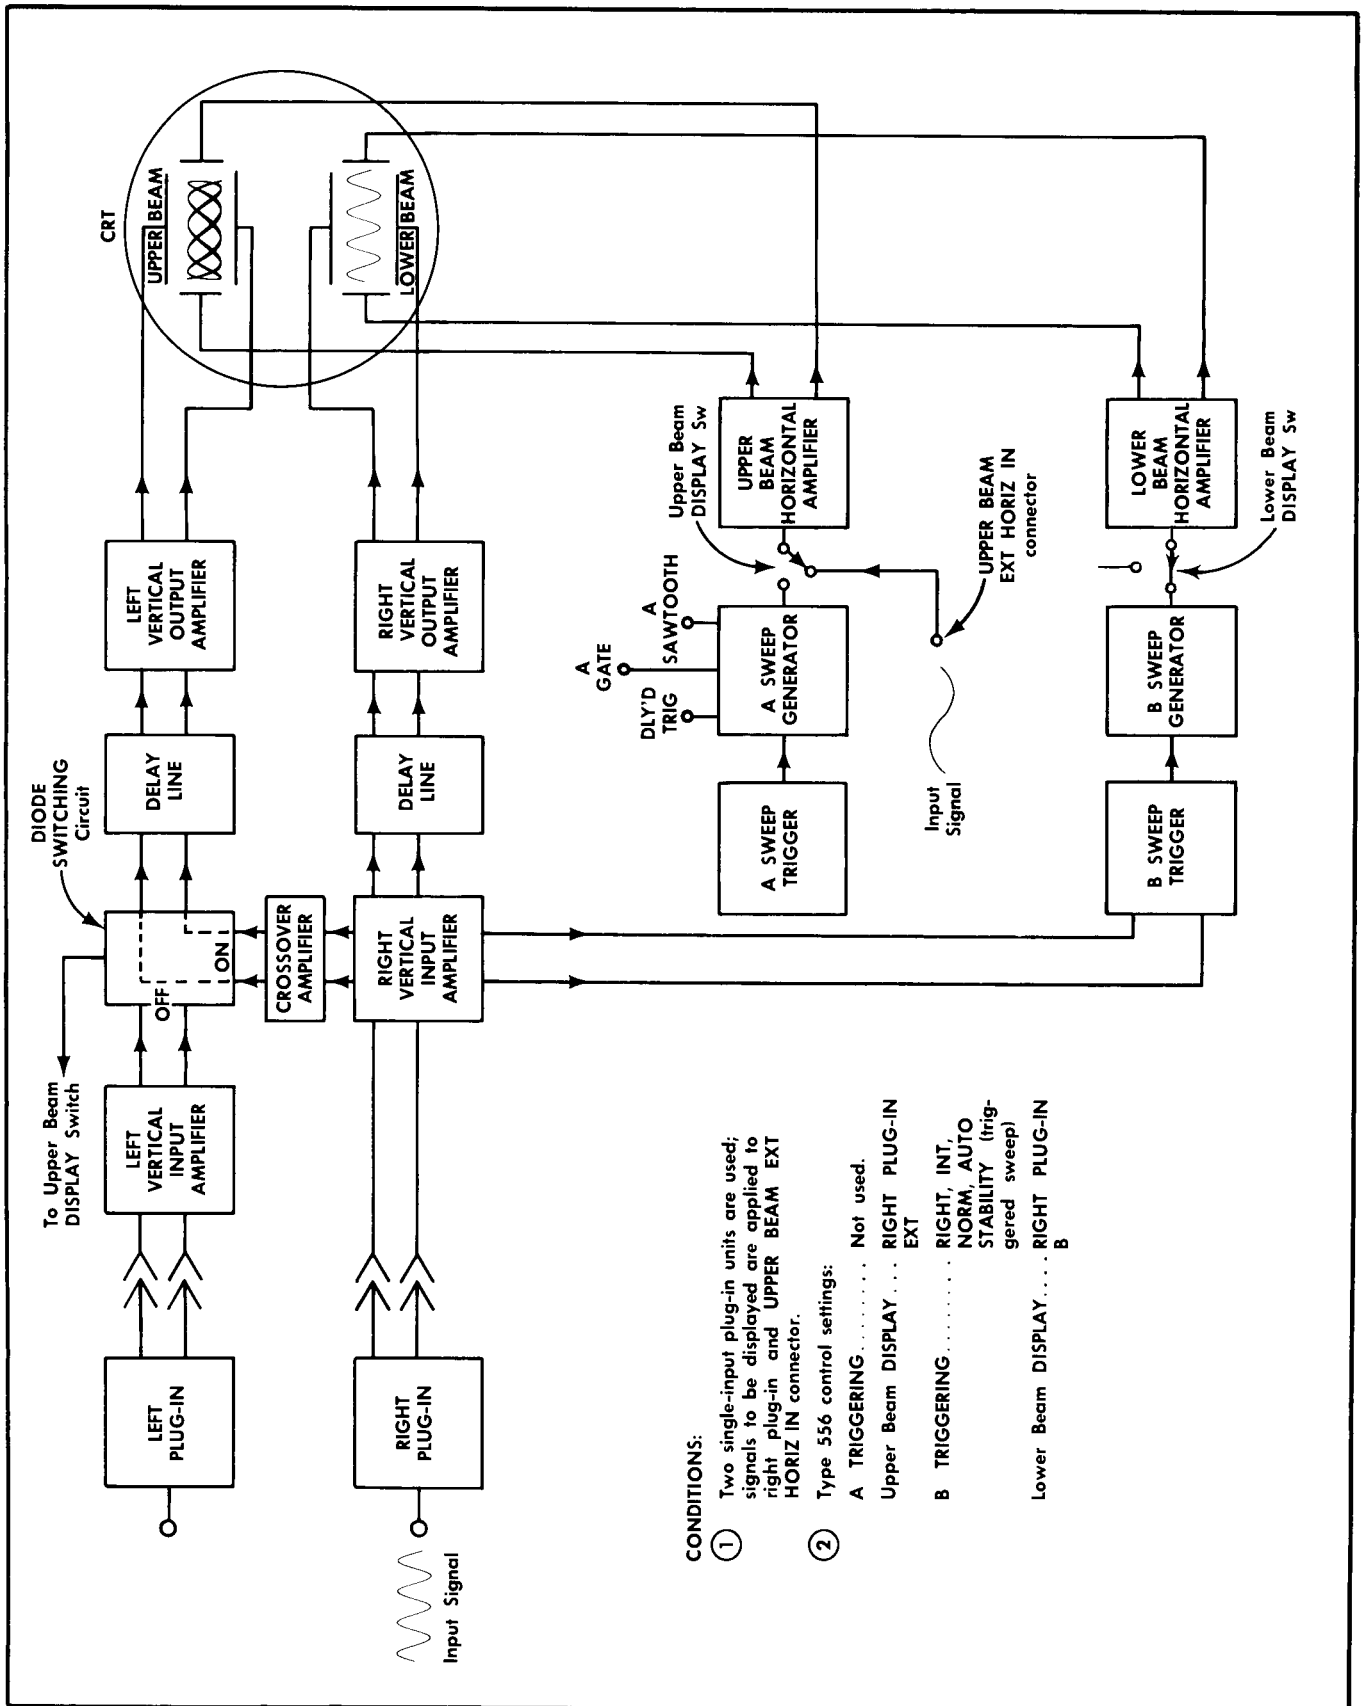 To Upper Beam
DISPLAY Switch
DIODE
SWITCHING
Circuit
CRT
LEFT
PLUG-IN
LEFT
VERTICAL
INPUT
AMPLIFIER
OFF
ON
DELAY
LINE
LEFT
VERTICAL
OUTPUT
AMPLIFIER
UPPER BEAM
CROSSOVER
AMPLIFIER
Input Signal
RIGHT
PLUG-IN
RIGHT
VERTICAL
INPUT
AMPLIFIER
DELAY
LINE
RIGHT
VERTICAL
OUTPUT
AMPLIFIER
LOWER BEAM
DLY'D
TRIG
A
GATE
A
SAWTOOTH
Upper Beam
DISPLAY Sw
A SWEEP
TRIGGER
A SWEEP
GENERATOR
UPPER
BEAM
HORIZONTAL
AMPLIFIER
Input
Signal
UPPER BEAM
EXT HORIZ IN
connector
B SWEEP
TRIGGER
B SWEEP
GENERATOR
LOWER
BEAM
HORIZONTAL
AMPLIFIER
Lower Beam
DISPLAY Sw
CONDITIONS:
1 Two single-input plug-in units are used;
signals to be displayed are applied to
right plug-in and UPPER BEAM EXT
HORIZ IN connector.
2 Type 556 control settings:
A TRIGGERING........ Not used.
Upper Beam DISPLAY... RIGHT PLUG-IN
EXT
B TRIGGERING........ RIGHT, INT,
NORM, AUTO
STABILITY (trig-
gered sweep)
Lower Beam DISPLAY.... RIGHT PLUG-IN
B